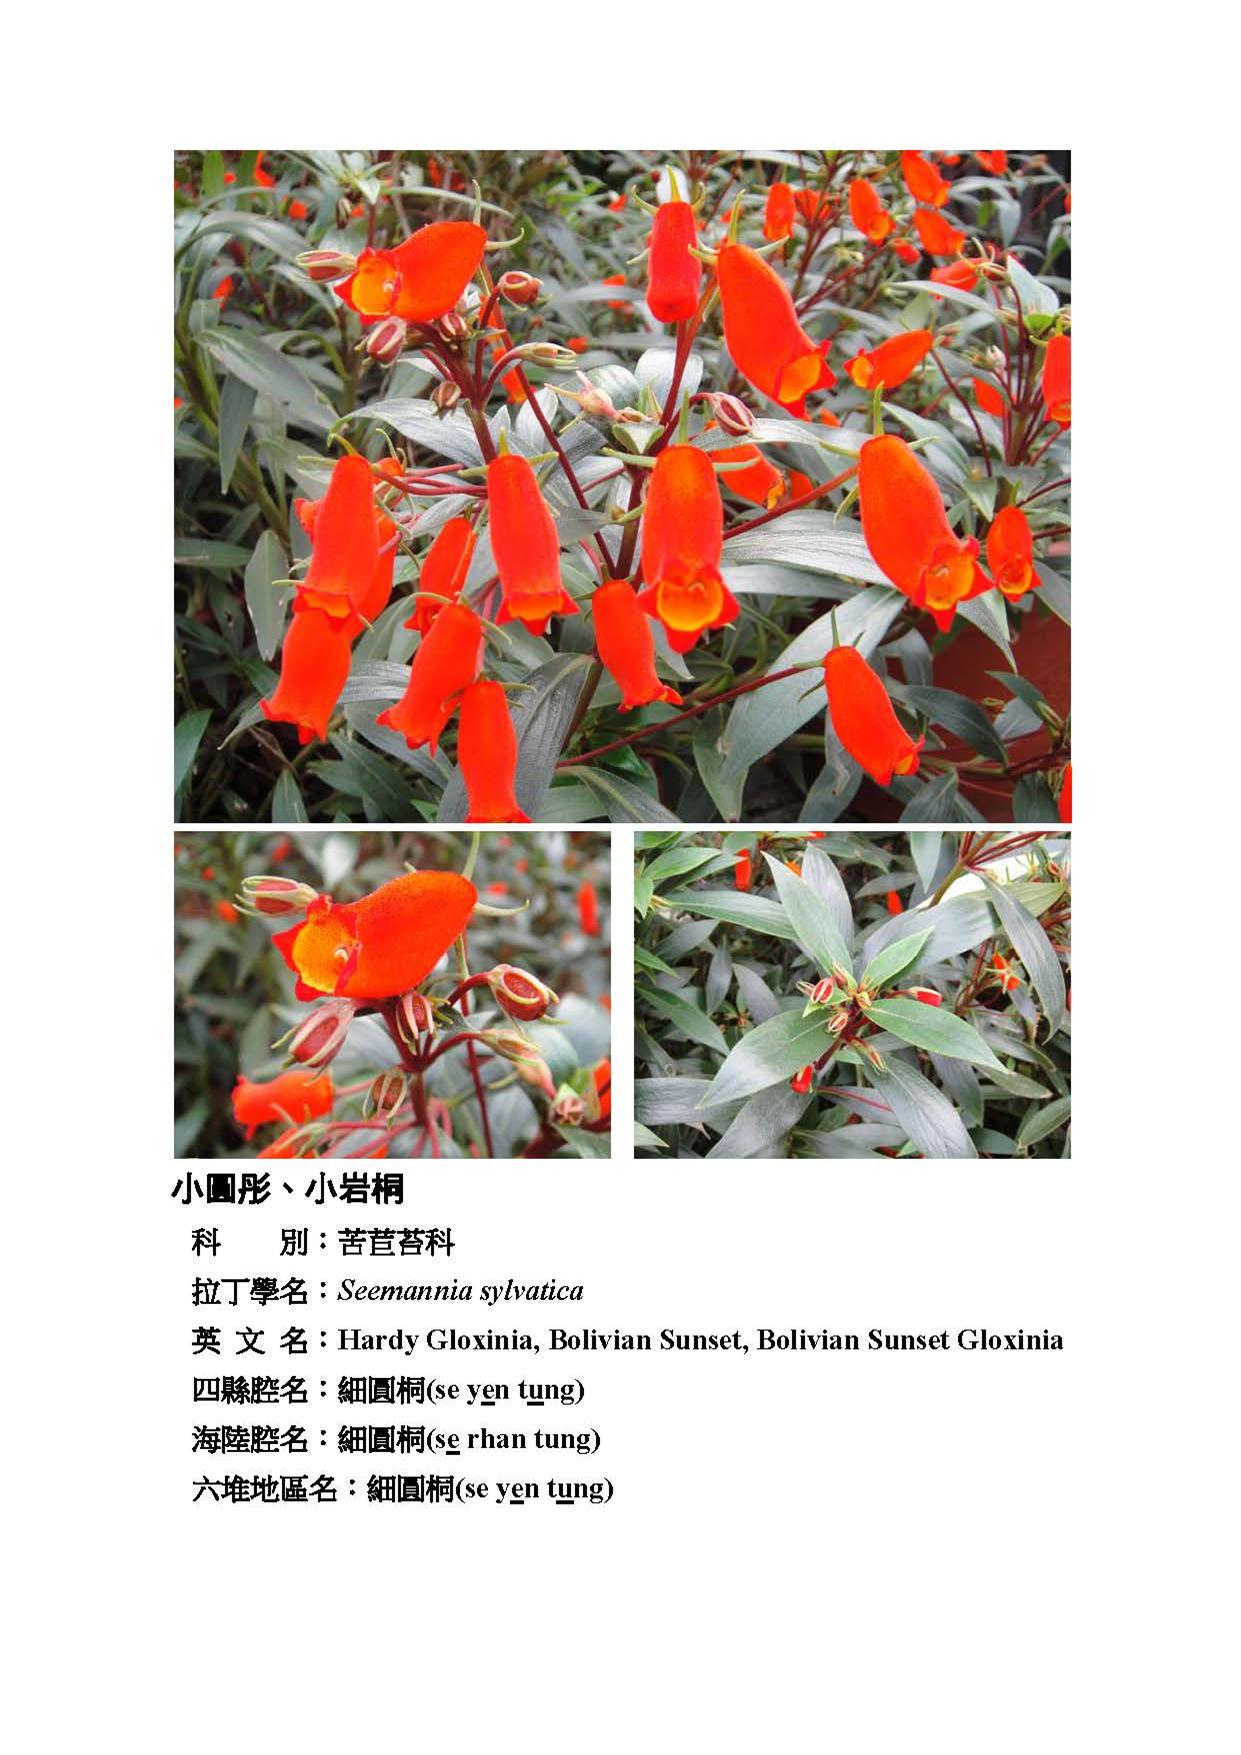 小圓彤、小岩桐
科　　別：苦苣苔科
拉丁學名：Seemannia sylvatica
英 文 名：Hardy Gloxinia, Bolivian Sunset, Bolivian Sunset Gloxinia
四縣腔名：細圓桐(se yen tung)
海陸腔名：細圓桐(se rhan tung)
六堆地區名：細圓桐(se yen tung)